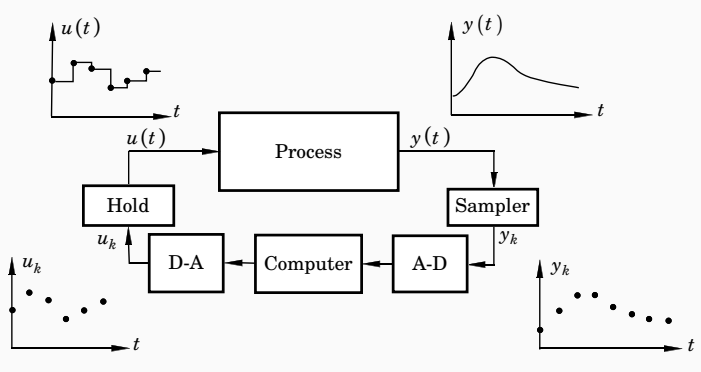 u(t)
t
y(t)
t
u(t)
Process
y(t)
Hold
Sampler
u_k
y_k
D-A
Computer
A-D
u_k
t
y_k
t